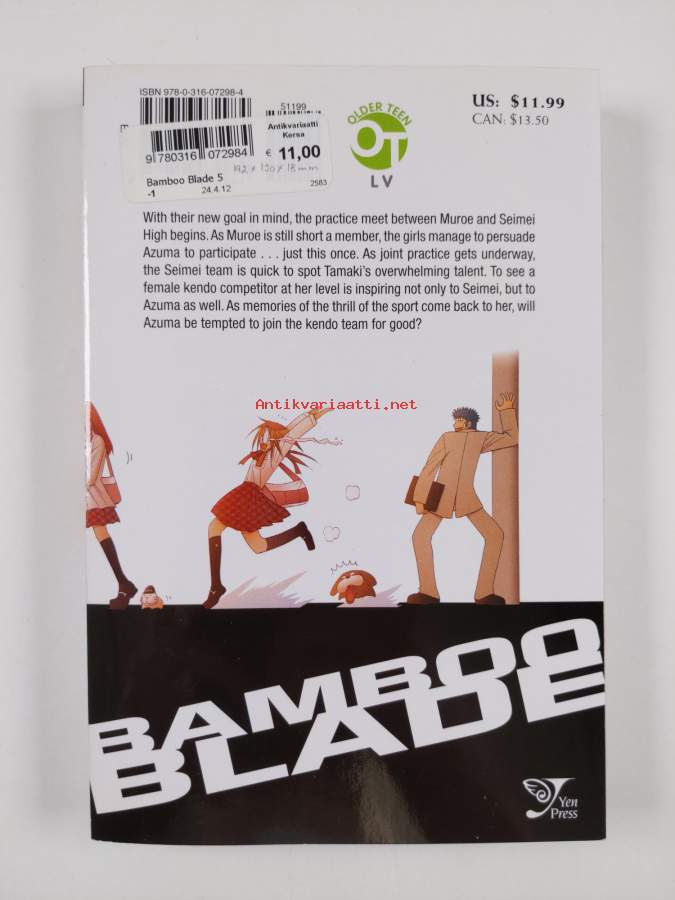 ISBN 978-0-316-07298-4
51199
Antikvariaatti
Kersa
€ 11,00
9 780316 072984
192 x 130 x 18 mm
Bamboo Blade 5
-1
24.4.12
2583
OLDER TEEN
OT
LV
US: $11.99
CAN: $13.50
With their new goal in mind, the practice meet between Muroe and Seimei
High begins. As Muroe is still short a member, the girls manage to persuade
Azuma to participate . . . just this once. As joint practice gets underway,
the Seimei team is quick to spot Tamaki's overwhelming talent. To see a
female kendo competitor at her level is inspiring not only to Seimei, but to
Azuma as well. As memories of the thrill of the sport come back to her, will
Azuma be tempted to join the kendo team for good?
Antikvariaatti.net
BAMBOO
BLADE
Yen
Press